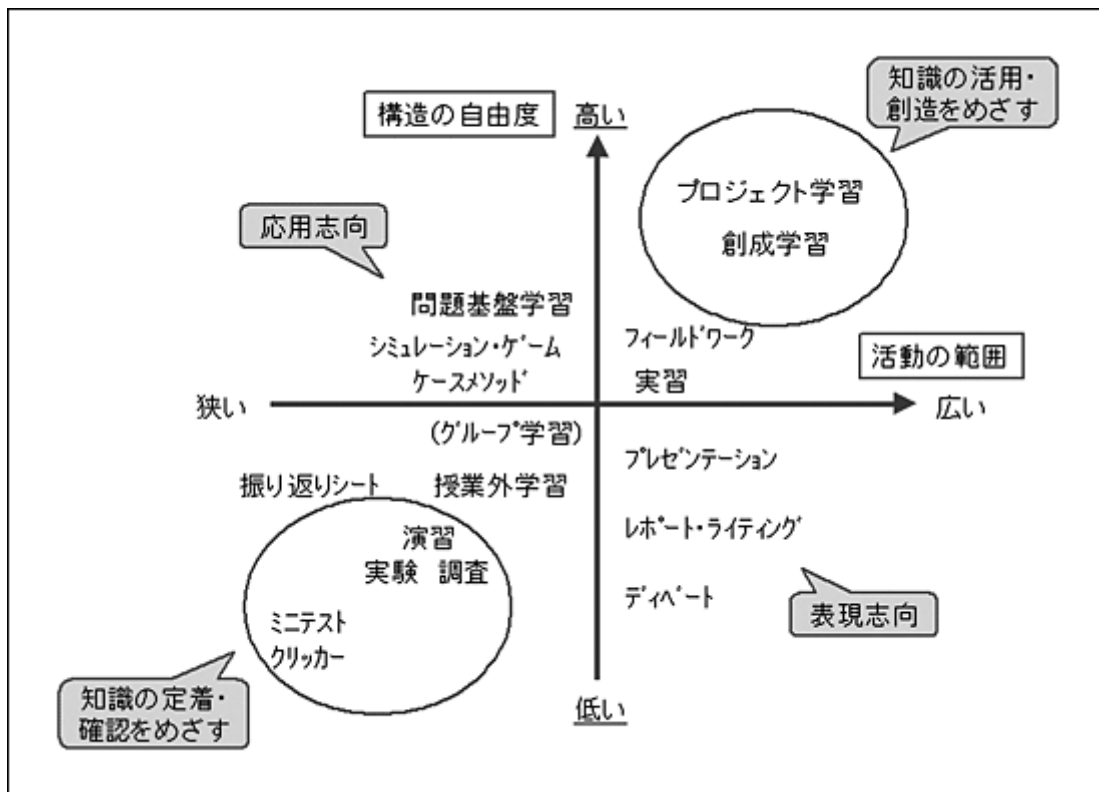 構造の自由度
高い
知識の活用・
創造をめざす
プロジェクト学習
創成学習
応用志向
問題基盤学習
シミュレーション・ゲーム
ケースメソッド
フィールドワーク
実習
活動の範囲
狭い
広い
(グループ学習)
プレゼンテーション
振り返りシート
授業外学習
演習
実験 調査
レポート・ライティング
ミニテスト
クリッカー
ディベート
表現志向
知識の定着・
確認をめざす
低い